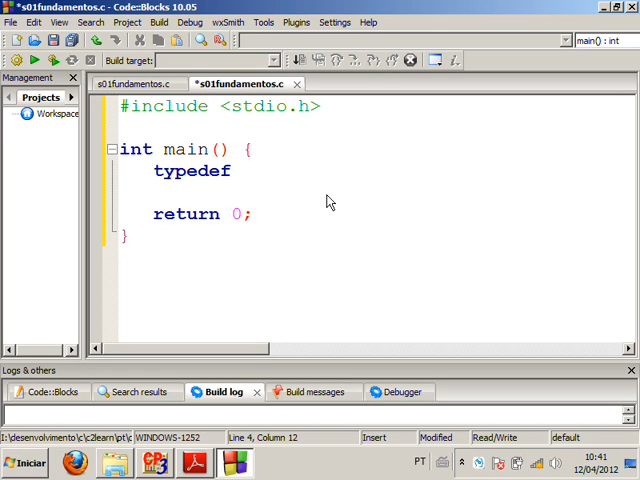 *s01fundamentos.c - Code::Blocks 10.05
File Edit View Search Project Build Debug wxSmith Tools Plugins Settings Help
Build target:
main() : int
Management
Projects
Workspace
s01fundamentos.c *s01fundamentos.c
#include <stdio.h>
int main() {
typedef
return 0;
}
Logs & others
Code::Blocks Search results Build log Build messages Debugger
I:\desenvolvimento\c\c2learn\pt\c WINDOWS-1252 Line 4, Column 12 Insert Modified Read/Write default
Iniciar PT 10:41
12/04/2012